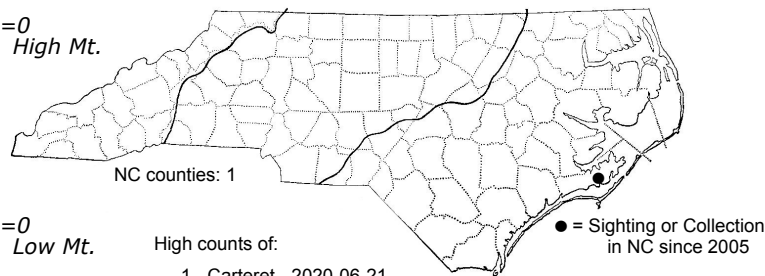 =0
High Mt.
NC counties: 1
=0
Low Mt.
High counts of:
1 - Carteret - 2020-06-21
● = Sighting or Collection
in NC since 2005